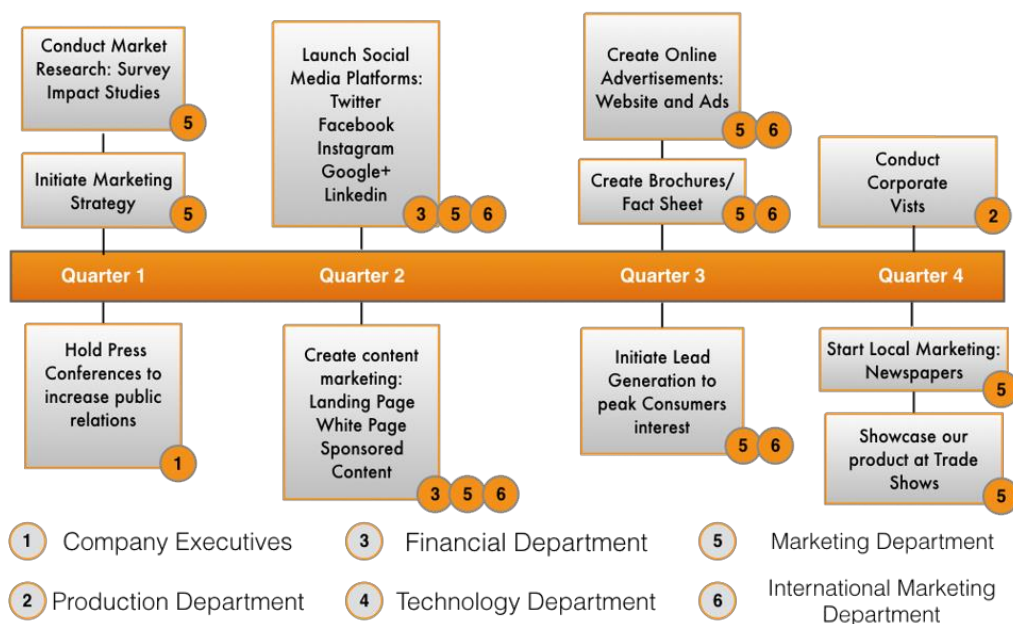 Conduct Market
Research: Survey
Impact Studies
5
Initiate Marketing
Strategy
5
Launch Social
Media Platforms:
Twitter
Facebook
Instagram
Google+
Linkedin
3 5 6
Create Online
Advertisements:
Website and Ads
5 6
Create Brochures/
Fact Sheet
5 6
Conduct
Corporate
Vists
2
Quarter 1
Quarter 2
Quarter 3
Quarter 4
Hold Press
Conferences to
increase public
relations
1
Create content
marketing:
Landing Page
White Page
Sponsored
Content
3 5 6
Initiate Lead
Generation to
peak Consumers
interest
5 6
Start Local Marketing:
Newspapers
5
Showcase our
product at Trade
Shows
5
1 Company Executives
3 Financial Department
5 Marketing Department
2 Production Department
4 Technology Department
6 International Marketing
Department